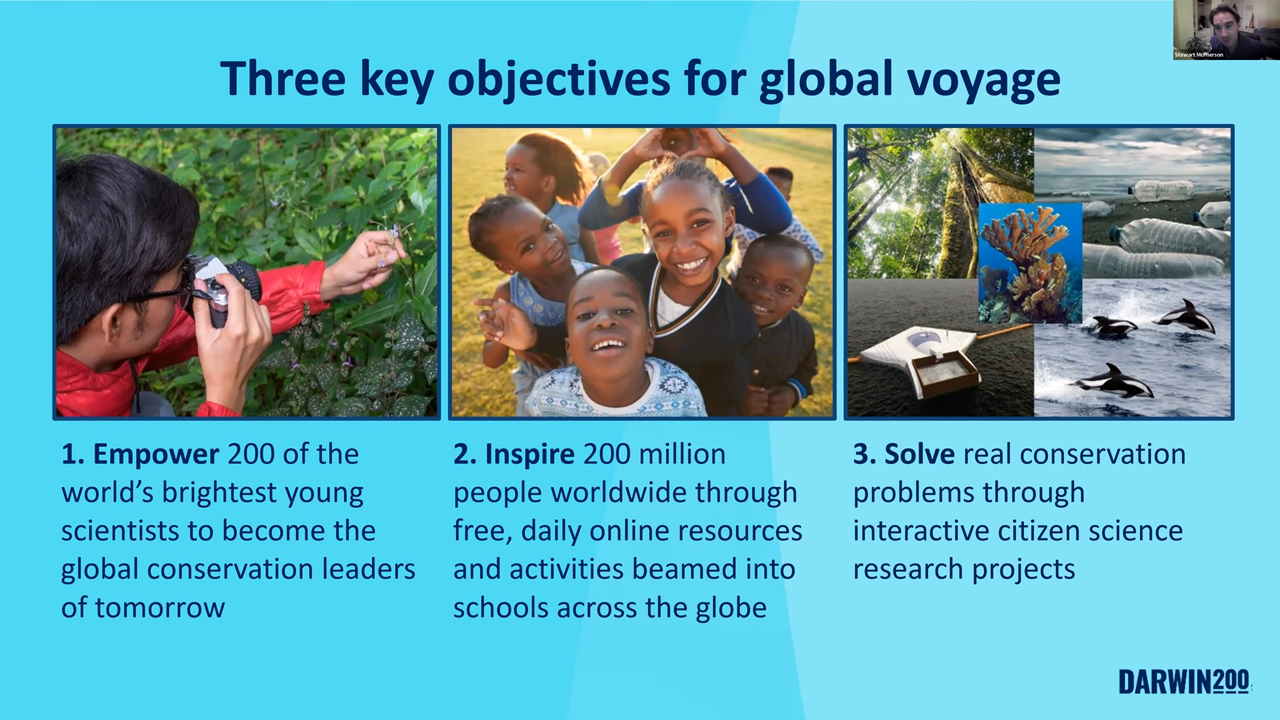 Stewart McPherson
Three key objectives for global voyage
1. Empower 200 of the
world’s brightest young
scientists to become the
global conservation leaders
of tomorrow
2. Inspire 200 million
people worldwide through
free, daily online resources
and activities beamed into
schools across the globe
3. Solve real conservation
problems through
interactive citizen science
research projects
DARWIN200